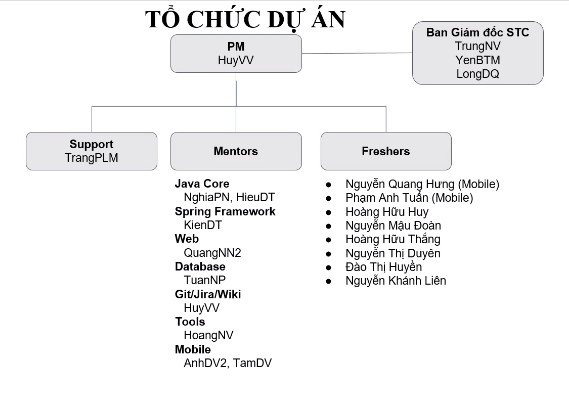 TỔ CHỨC DỰ ÁN
PM
HuyVV
Ban Giám đốc STC
TrungNV
YenBTM
LongDQ
Support
TrangPLM
Mentors
Java Core
NghiaPN, HieuDT
Spring Framework
KienDT
Web
QuangNN2
Database
TuanNP
Git/Jira/Wiki
HuyVV
Tools
HoangNV
Mobile
AnhDV2, TamDV
Freshers
● Nguyễn Quang Hưng (Mobile)
● Phạm Anh Tuấn (Mobile)
● Hoàng Hữu Huy
● Nguyễn Mậu Đoàn
● Hoàng Hữu Thắng
● Nguyễn Thị Duyên
● Đào Thị Huyền
● Nguyễn Khánh Liên